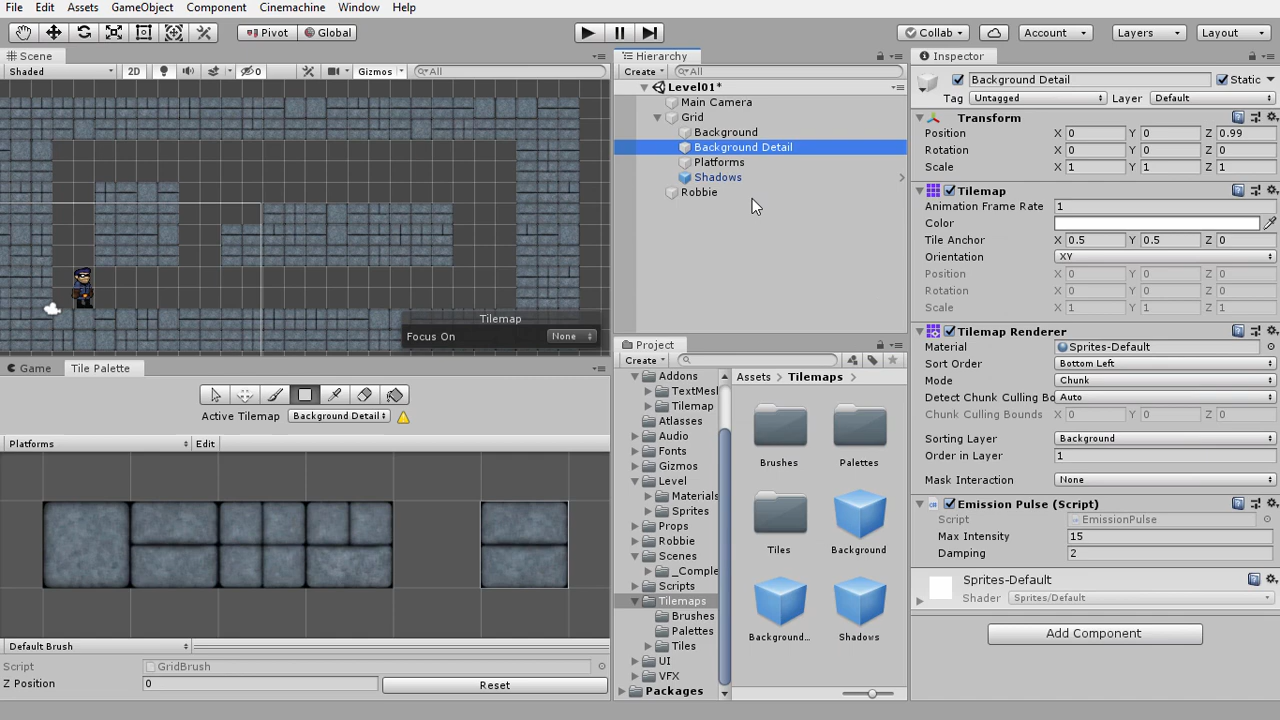 File Edit Assets GameObject Component Cinemachine Window Help
Pivot Global Collab Account Layers Layout
Scene
Shaded 2D 0 Gizmos All
Tilemap
Focus On None
Game Tile Palette
Active Tilemap Background Detail
Platforms Edit
Default Brush
Script GridBrush
Z Position 0 Reset
Hierarchy
Create All
Level01*
Main Camera
Grid
Background
Background Detail
Platforms
Shadows
Robbie
Project
Create
Addons
TextMesl
Tilemap
Atlasses
Audio
Fonts
Gizmos
Level
Materials
Sprites
Props
Robbie
Scenes
_Comple
Scripts
Tilemaps
Brushes
Palettes
Tiles
UI
VFX
Packages
Assets Tilemaps
Brushes Palettes
Tiles Background
Background... Shadows
Inspector
Background Detail Static
Tag Untagged Layer Default
Transform
Position X 0 Y 0 Z 0.99
Rotation X 0 Y 0 Z 0
Scale X 1 Y 1 Z 1
Tilemap
Animation Frame Rate 1
Color
Tile Anchor X 0.5 Y 0.5 Z 0
Orientation XY
Position X 0 Y 0 Z 0
Rotation X 0 Y 0 Z 0
Scale X 1 Y 1 Z 1
Tilemap Renderer
Material Sprites-Default
Sort Order Bottom Left
Mode Chunk
Detect Chunk Culling Bo Auto
Chunk Culling Bounds X 0 Y 0 Z 0
Sorting Layer Background
Order in Layer 1
Mask Interaction None
Emission Pulse (Script)
Script EmissionPulse
Max Intensity 15
Damping 2
Sprites-Default
Shader Sprites/Default
Add Component